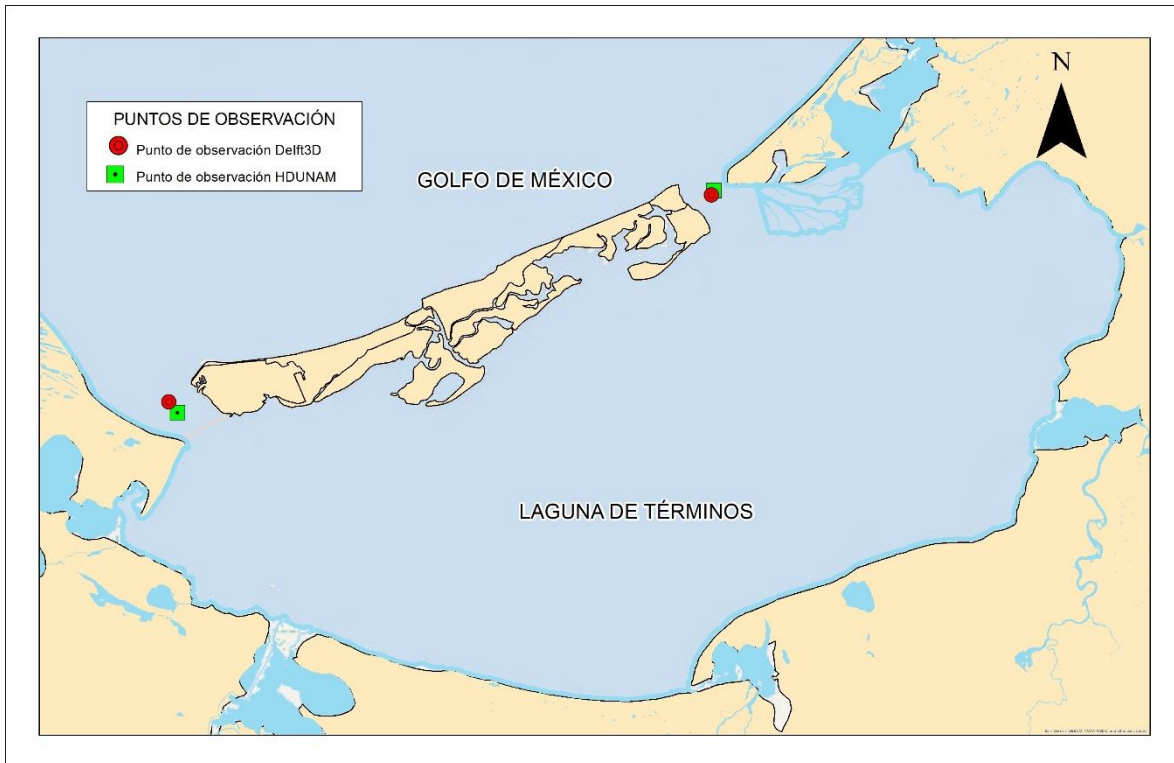 N
PUNTOS DE OBSERVACIÓN
Punto de observación Delft3D
Punto de observación HDUNAM
GOLFO DE MÉXICO
LAGUNA DE TÉRMINOS